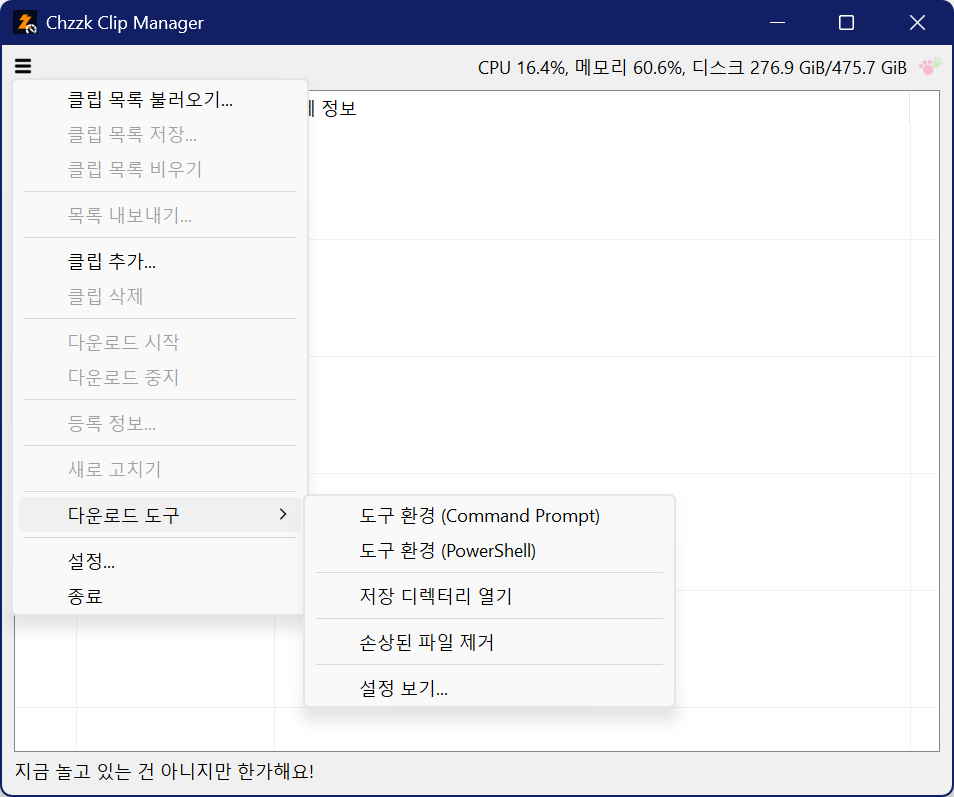 Chzzk Clip Manager
CPU 16.4%, 메모리 60.6%, 디스크 276.9 GiB/475.7 GiB
정보
클립 목록 불러오기...
클립 목록 저장...
클립 목록 비우기
목록 내보내기...
클립 추가...
클립 삭제
다운로드 시작
다운로드 중지
등록 정보...
새로 고치기
다운로드 도구
설정...
종료
도구 환경 (Command Prompt)
도구 환경 (PowerShell)
저장 디렉터리 열기
손상된 파일 제거
설정 보기...
지금 놀고 있는 건 아니지만 한가해요!